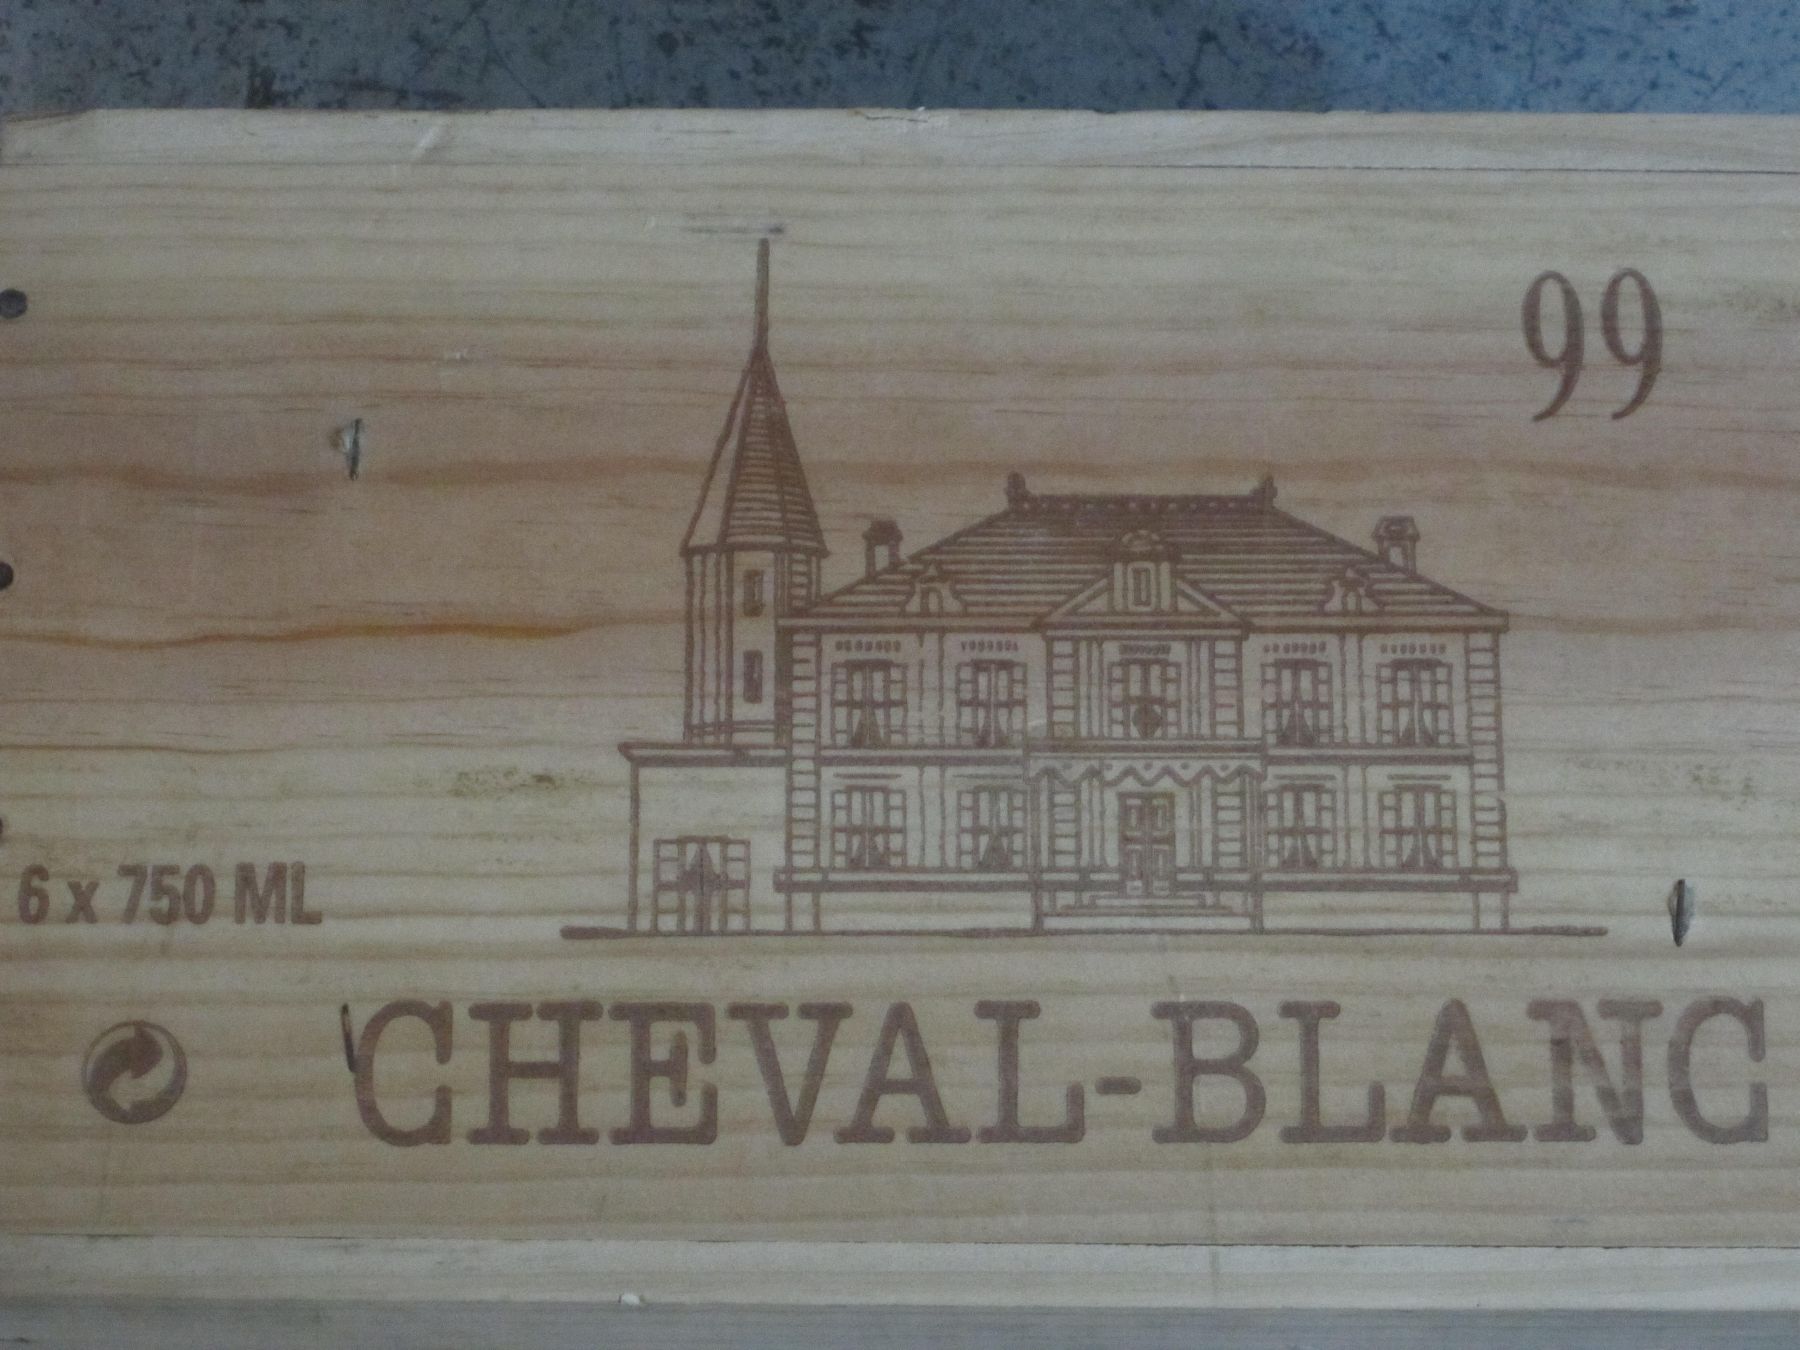 99
6 x 750 ML
CHEVAL-BLANC